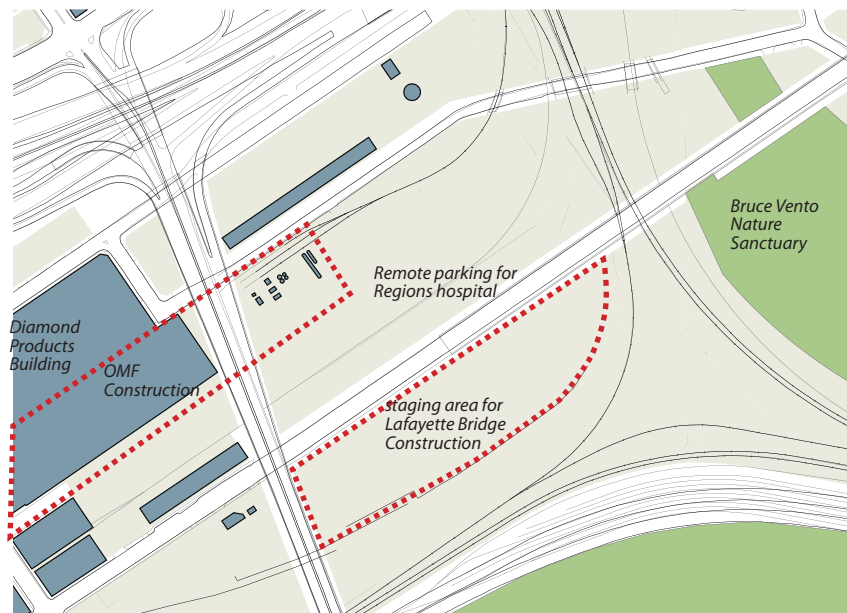 Bruce Vento
Nature
Sanctuary
Remote parking for
Regions hospital
Diamond
Products
Building
OMF
Construction
staging area for
Lafayette Bridge
Construction